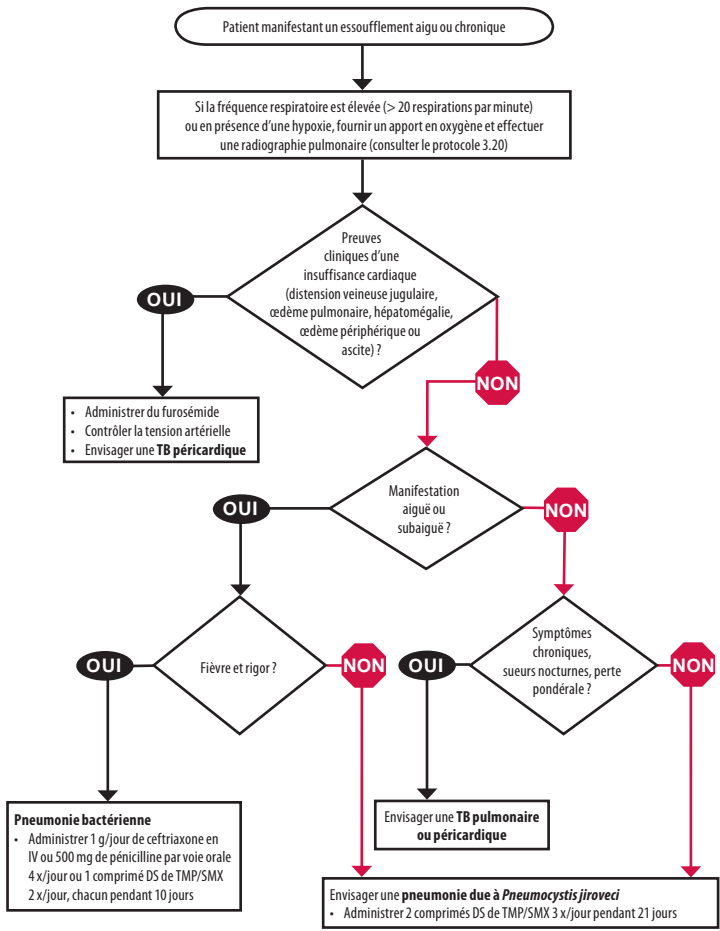 Patient manifestant un essoufflement aigu ou chronique
Si la fréquence respiratoire est élevée (> 20 respirations par minute)
ou en présence d’une hypoxie, fournir un apport en oxygène et effectuer
une radiographie pulmonaire (consulter le protocole 3.20)
Preuves
cliniques d’une
insuffisance cardiaque
(distension veineuse jugulaire,
œdème pulmonaire, hépatomégalie,
œdème périphérique ou
ascite) ?
OUI
NON
• Administrer du furosémide
• Contrôler la tension artérielle
• Envisager une TB péricardique
Manifestation
aiguë ou
subaiguë ?
OUI
NON
Fièvre et rigor ?
OUI
NON
Symptômes
chroniques,
sueurs nocturnes, perte
pondérale ?
OUI
NON
Pneumonie bactérienne
• Administrer 1 g/jour de ceftriaxone en
IV ou 500 mg de pénicilline par voie orale
4 x/jour ou 1 comprimé DS de TMP/SMX
2 x/jour, chacun pendant 10 jours
Envisager une TB pulmonaire
ou péricardique
Envisager une pneumonie due à Pneumocystis jiroveci
• Administrer 2 comprimés DS de TMP/SMX 3 x/jour pendant 21 jours